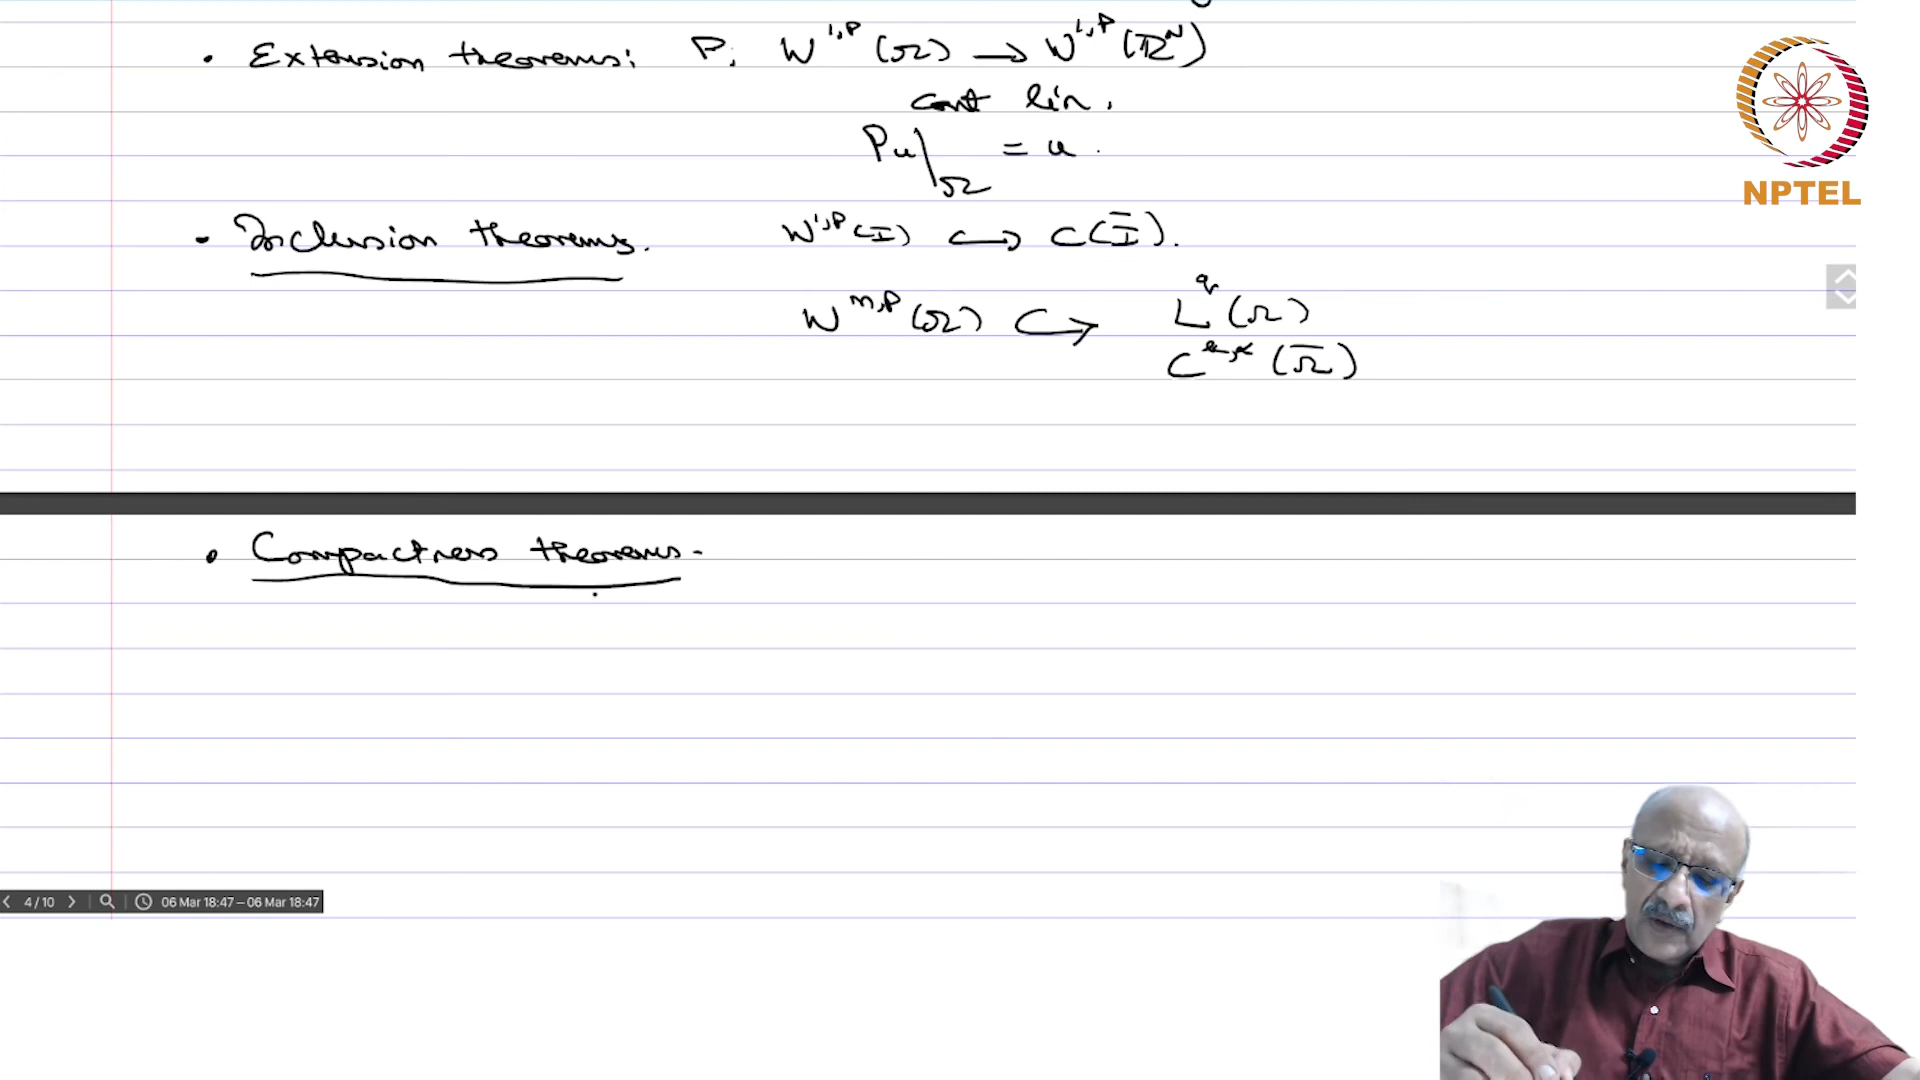 • Extension theorems: P: W^{1,p}(Ω) → W^{1,p}(ℝ^N)
cont lin.
Pu|_Ω = u.
• Inclusion theorems. W^{1,p}(I) ↪ C(Ī).
W^{m,p}(Ω) ↪ L^q(Ω)
C^{k,α}(Ω̄)
• Compactness theorems.
NPTEL
4 / 10 06 Mar 18:47 – 06 Mar 18:47